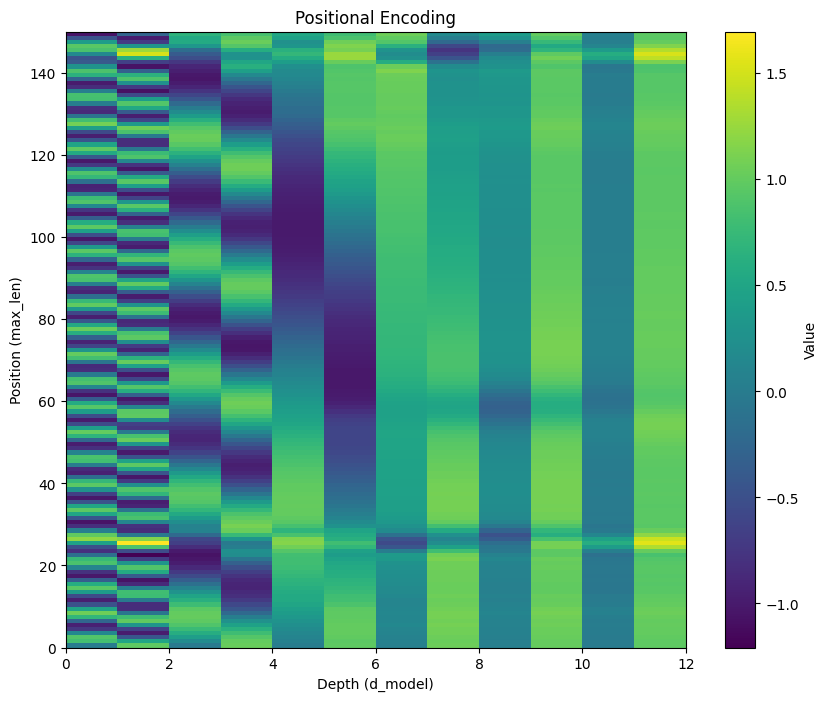 Positional Encoding
Position (max_len)
140
120
100
80
60
40
20
0
0 2 4 6 8 10 12
Depth (d_model)
1.5
1.0
0.5
0.0
−0.5
−1.0
Value